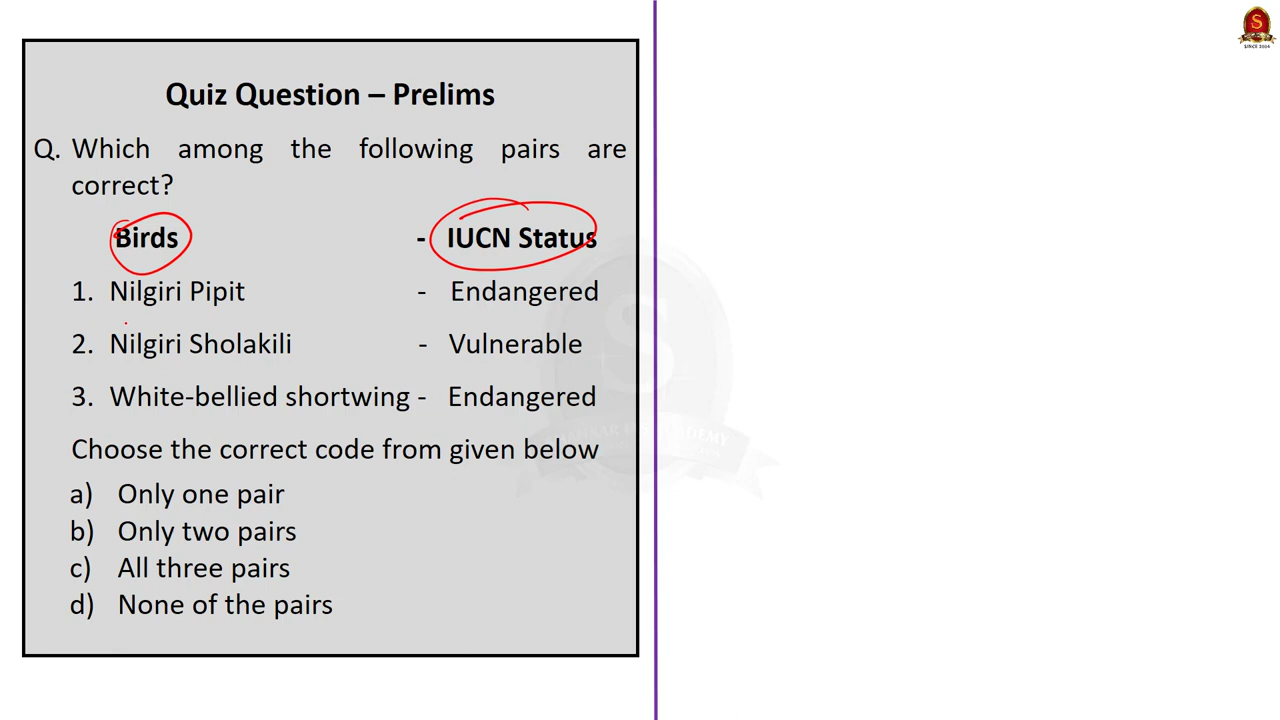 S
SINCE 2004
Quiz Question – Prelims
Q. Which among the following pairs are
correct?
Birds - IUCN Status
1. Nilgiri Pipit - Endangered
2. Nilgiri Sholakili - Vulnerable
3. White-bellied shortwing - Endangered
Choose the correct code from given below
a) Only one pair
b) Only two pairs
c) All three pairs
d) None of the pairs